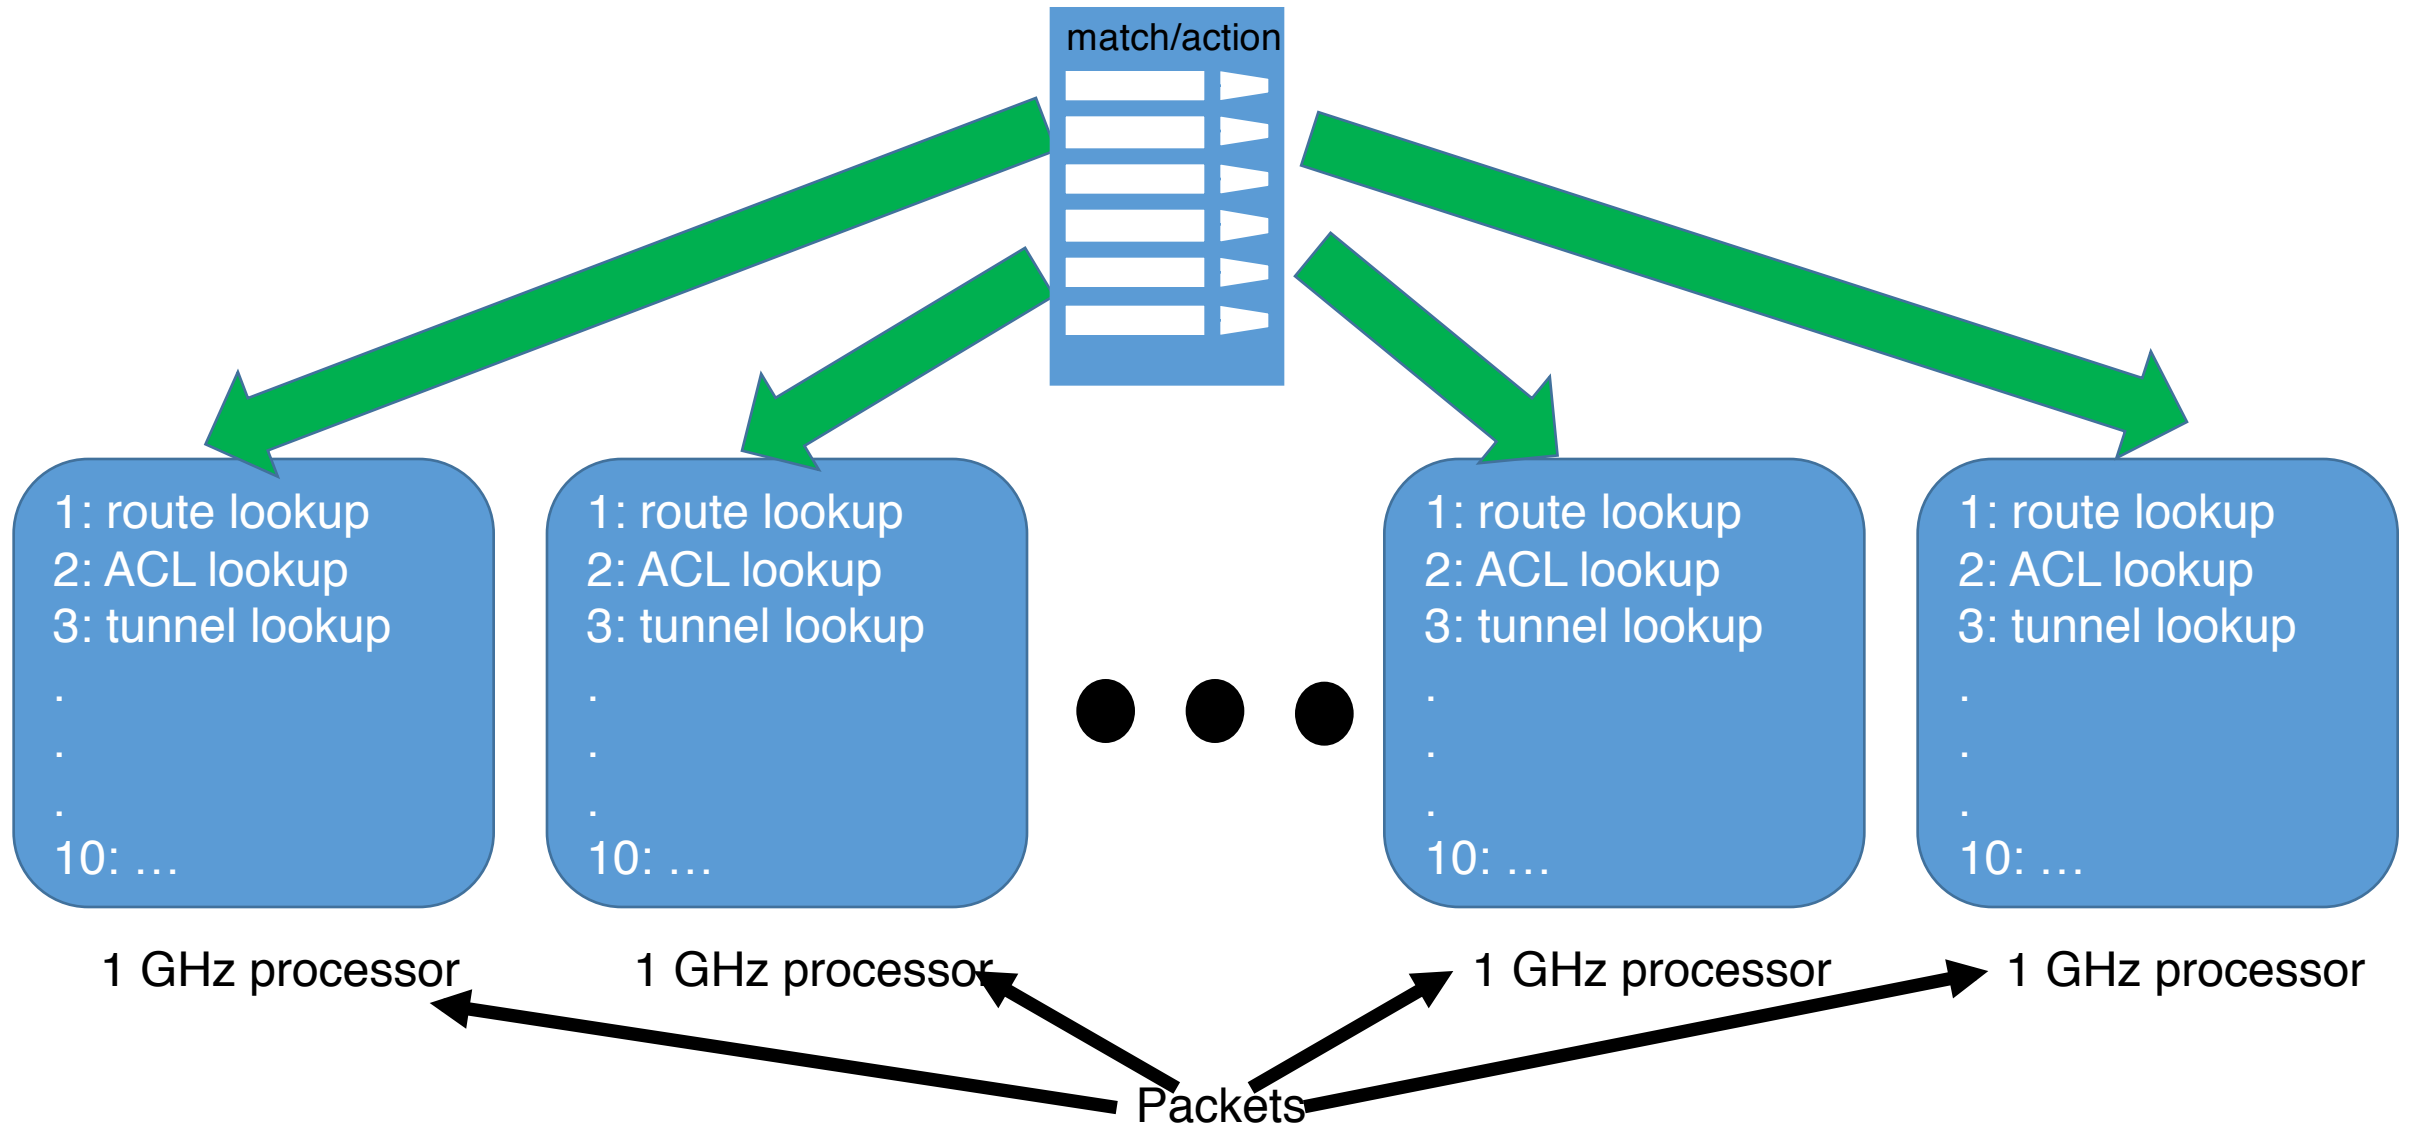 match/action
1: route lookup
2: ACL lookup
3: tunnel lookup
.
.
.
10: …
1: route lookup
2: ACL lookup
3: tunnel lookup
.
.
.
10: …
1: route lookup
2: ACL lookup
3: tunnel lookup
.
.
.
10: …
1: route lookup
2: ACL lookup
3: tunnel lookup
.
.
.
10: …
1 GHz processor
1 GHz processor
1 GHz processor
1 GHz processor
Packets